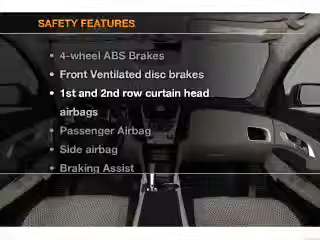 SAFETY FEATURES
• 4-wheel ABS Brakes
• Front Ventilated disc brakes
• 1st and 2nd row curtain head
airbags
• Passenger Airbag
• Side airbag
• Braking Assist